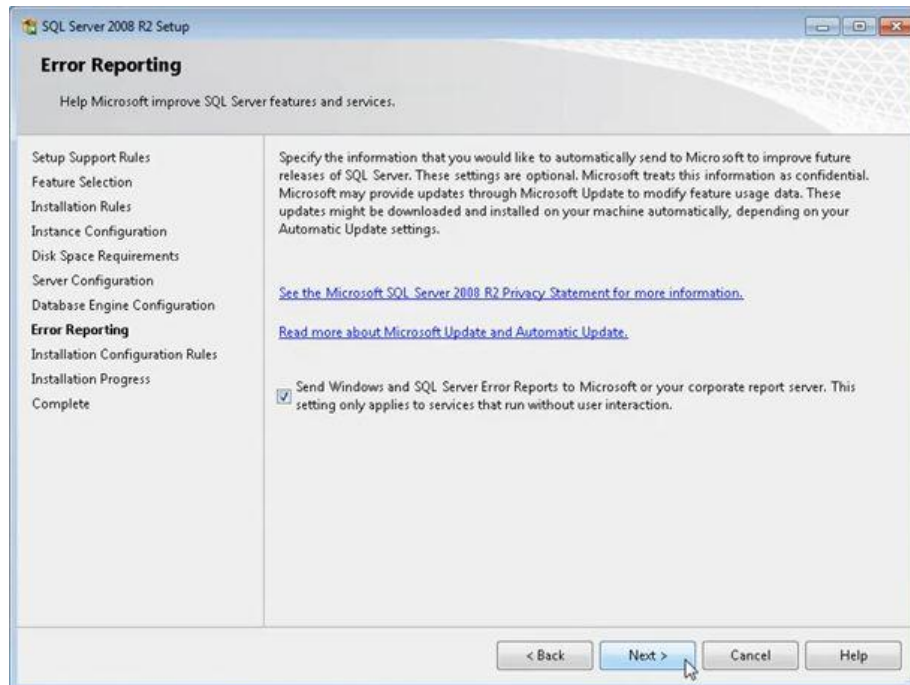 SQL Server 2008 R2 Setup
Error Reporting
Help Microsoft improve SQL Server features and services.
Setup Support Rules
Feature Selection
Installation Rules
Instance Configuration
Disk Space Requirements
Server Configuration
Database Engine Configuration
Error Reporting
Installation Configuration Rules
Installation Progress
Complete
Specify the information that you would like to automatically send to Microsoft to improve future
releases of SQL Server. These settings are optional. Microsoft treats this information as confidential.
Microsoft may provide updates through Microsoft Update to modify feature usage data. These
updates might be downloaded and installed on your machine automatically, depending on your
Automatic Update settings.
See the Microsoft SQL Server 2008 R2 Privacy Statement for more information.
Read more about Microsoft Update and Automatic Update.
Send Windows and SQL Server Error Reports to Microsoft or your corporate report server. This
setting only applies to services that run without user interaction.
< Back
Next >
Cancel
Help